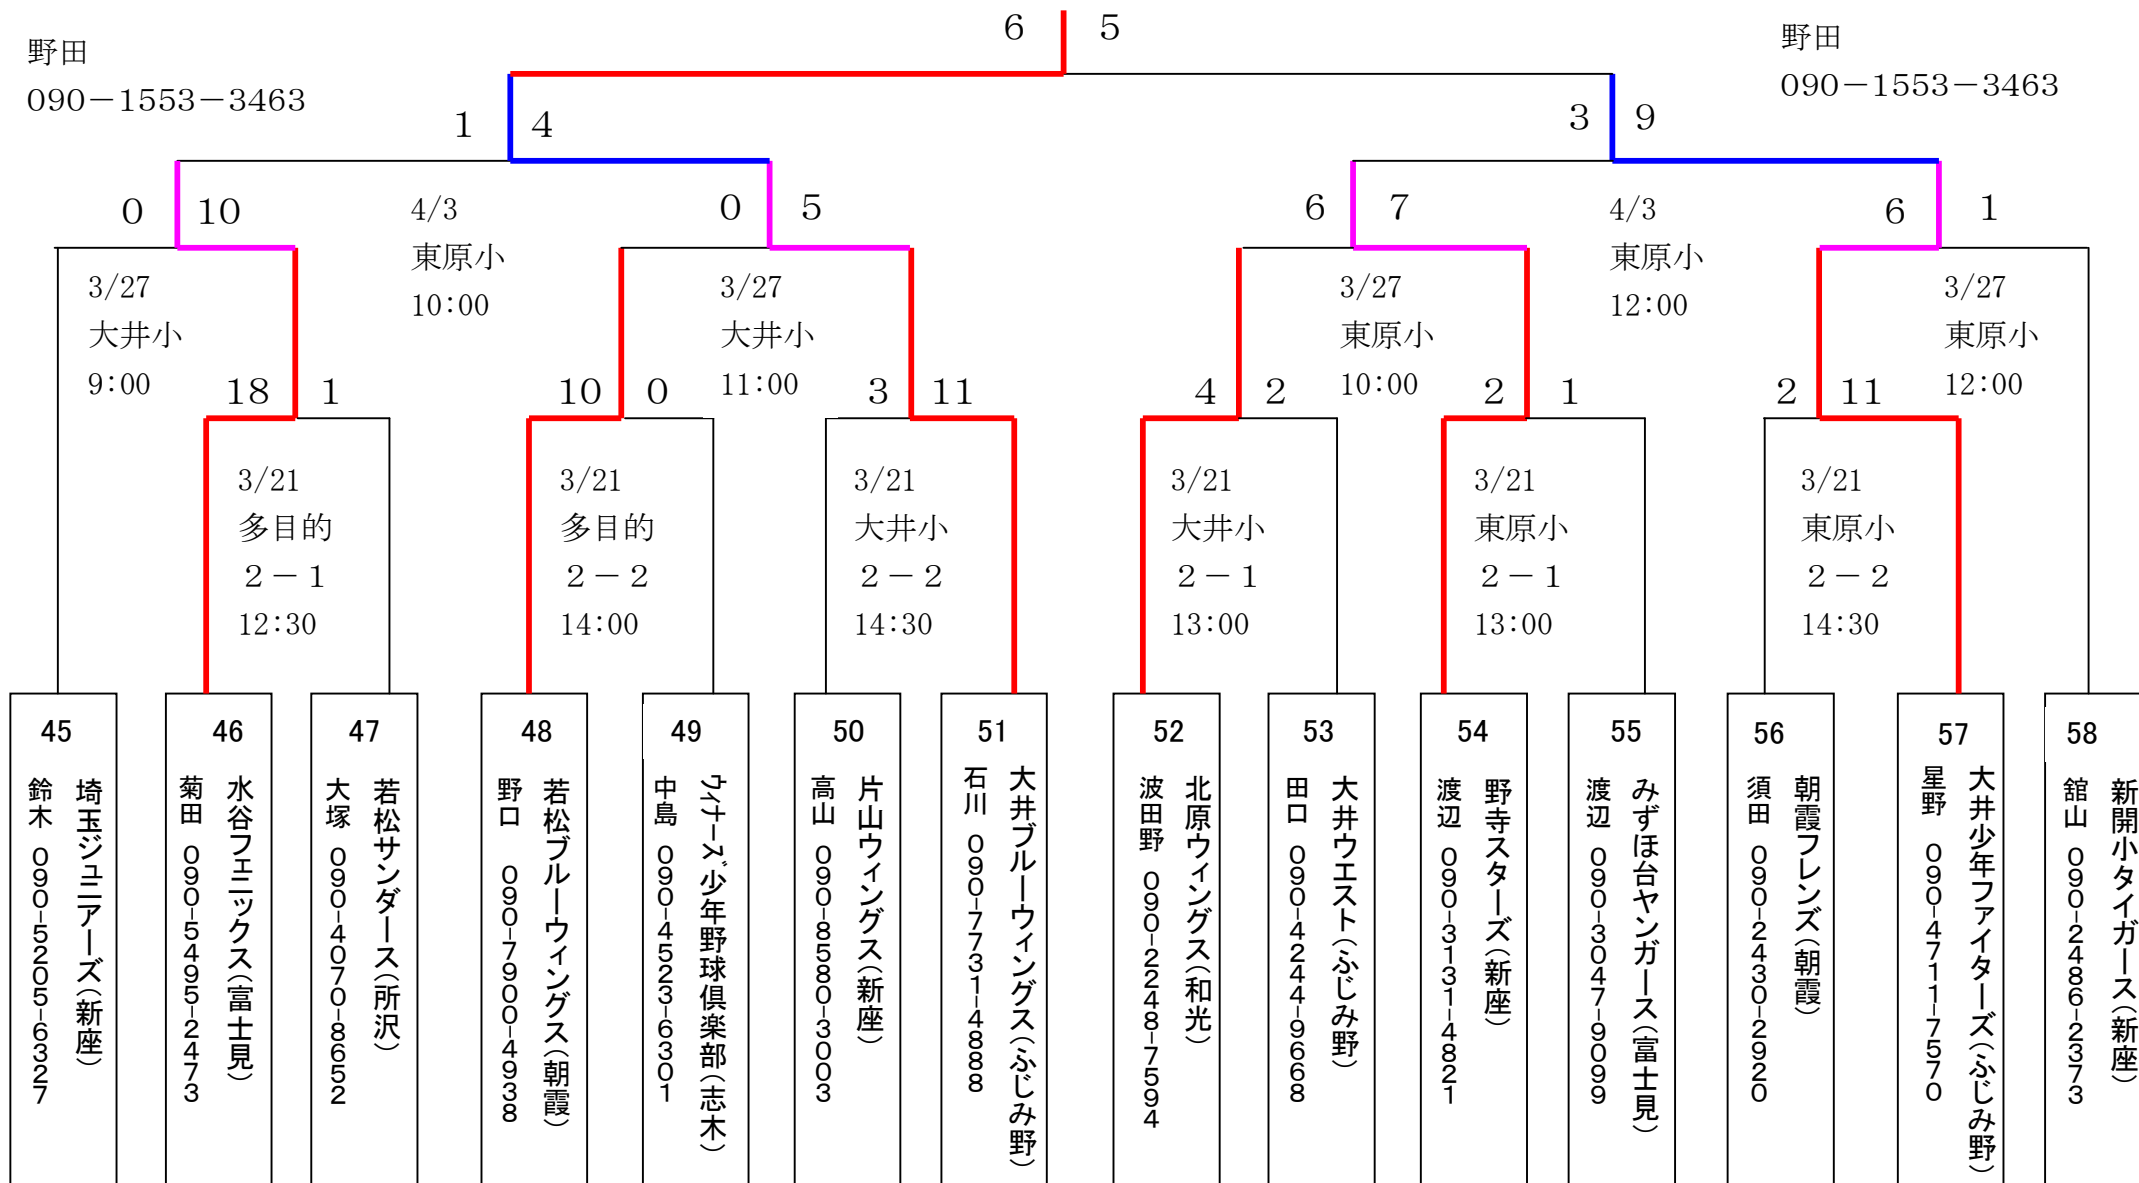 6 5
野田
090－1553－3463
野田
090－1553－3463
1 4
3 9
0 10
4/3
東原小
10:00
0 5
6 7
4/3
東原小
12:00
6 1
3/27
大井小
9:00
3/27
大井小
11:00
3/27
東原小
10:00
3/27
東原小
12:00
18 1
10 0
3 11
4 2
2 1
2 11
3/21
多目的
２－１
12:30
3/21
多目的
２－２
14:00
3/21
大井小
２－２
14:30
3/21
大井小
２－１
13:00
3/21
東原小
２－１
13:00
3/21
東原小
２－２
14:30
45
埼玉ジュニアーズ（新座）
鈴木 090-5205-6327
46
水谷フェニックス（富士見）
菊田 090-5495-2473
47
若松サンダース（所沢）
大塚 090-4070-8652
48
若松ブルーウィングス（朝霞）
野口 090-7900-4938
49
ウィナーズ少年野球倶楽部（志木）
中島 090-4523-6301
50
片山ウィングス（新座）
高山 090-8580-3003
51
大井ブルーウィングス（ふじみ野）
石川 090-7731-4888
52
北原ウィングス（和光）
波田野 090-2248-7594
53
大井ウエスト（ふじみ野）
田口 090-4244-9668
54
野寺スターズ（新座）
渡辺 090-3131-4821
55
みずほ台ヤンガース（富士見）
渡辺 090-3047-9099
56
朝霞フレンズ（朝霞）
須田 090-2430-2920
57
大井少年ファイターズ（ふじみ野）
星野 090-4711-7570
58
新開小タイガース（新座）
舘山 090-2486-2373